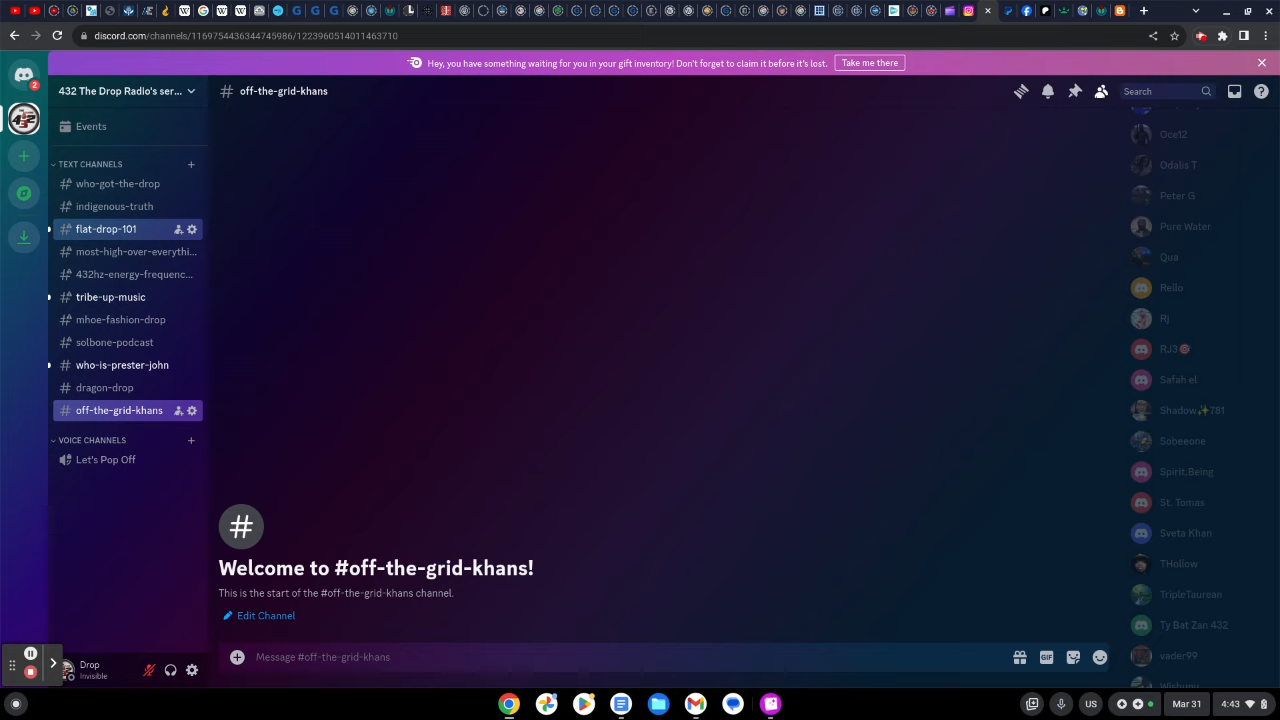 discord.com/channels/1169754436344745986/1223960514011463710
Hey, you have something waiting for you in your gift inventory! Don't forget to claim it before it's lost.
Take me there
2
432 The Drop Radio's ser...
off-the-grid-khans
Search
Events
TEXT CHANNELS
who-got-the-drop
indigenous-truth
flat-drop-101
most-high-over-everythi...
432hz-energy-frequenc...
tribe-up-music
mhoe-fashion-drop
solbone-podcast
who-is-prester-john
dragon-drop
off-the-grid-khans
VOICE CHANNELS
Let's Pop Off
Oce12
Odalis T
Peter G
Pure Water
Qua
Rello
Rj
RJ3🎯
Safah el
Shadow✨781
Sobeeone
Spirit.Being
St. Tomas
Sveta Khan
THollow
TripleTaurean
Ty Bat Zan 432
vader99
Welcome to #off-the-grid-khans!
This is the start of the #off-the-grid-khans channel.
Edit Channel
Message #off-the-grid-khans
GIF
Drop
Invisible
US
Mar 31
4:43